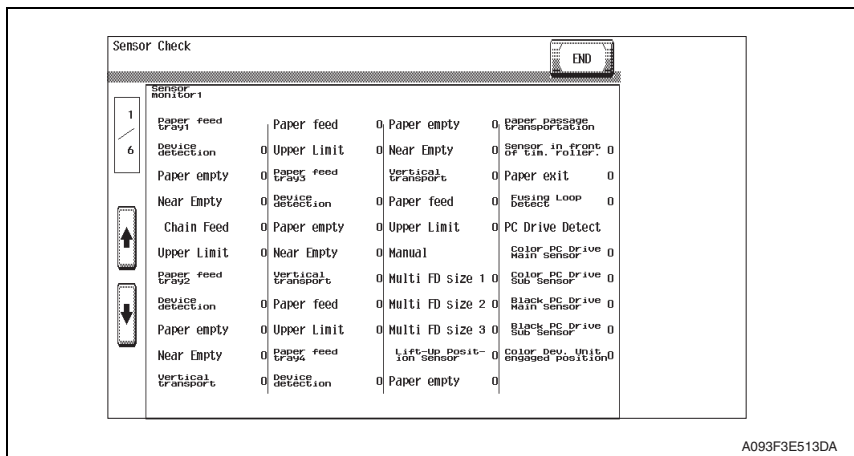 Sensor Check
END
Sensor
monitor1
1
/
6
Paper feed
tray1
Device
detection 0
Paper empty 0
Near Empty 0
Chain Feed 0
Upper Limit 0
Paper feed
tray2
Device
detection 0
Paper empty 0
Near Empty 0
Vertical
transport 0
Paper feed 0
Upper Limit 0
Paper feed
tray3
Device
detection 0
Paper empty 0
Near Empty 0
Vertical
transport 0
Paper feed 0
Upper Limit 0
Paper feed
tray4
Device
detection 0
Paper empty 0
Near Empty 0
Vertical
transport 0
Paper feed 0
Upper Limit 0
Manual
Multi FD size 1 0
Multi FD size 2 0
Multi FD size 3 0
Lift-Up Posit-
ion Sensor 0
Paper empty 0
Paper passage
transportation
Sensor in front
of tim. roller. 0
Paper exit 0
Fusing Loop
Detect 0
PC Drive Detect
Color PC Drive
Main Sensor 0
Color PC Drive
Sub Sensor 0
Black PC Drive
Main Sensor 0
Black PC Drive
Sub Sensor 0
Color Dev. Unit
engaged position 0
A093F3E513DA